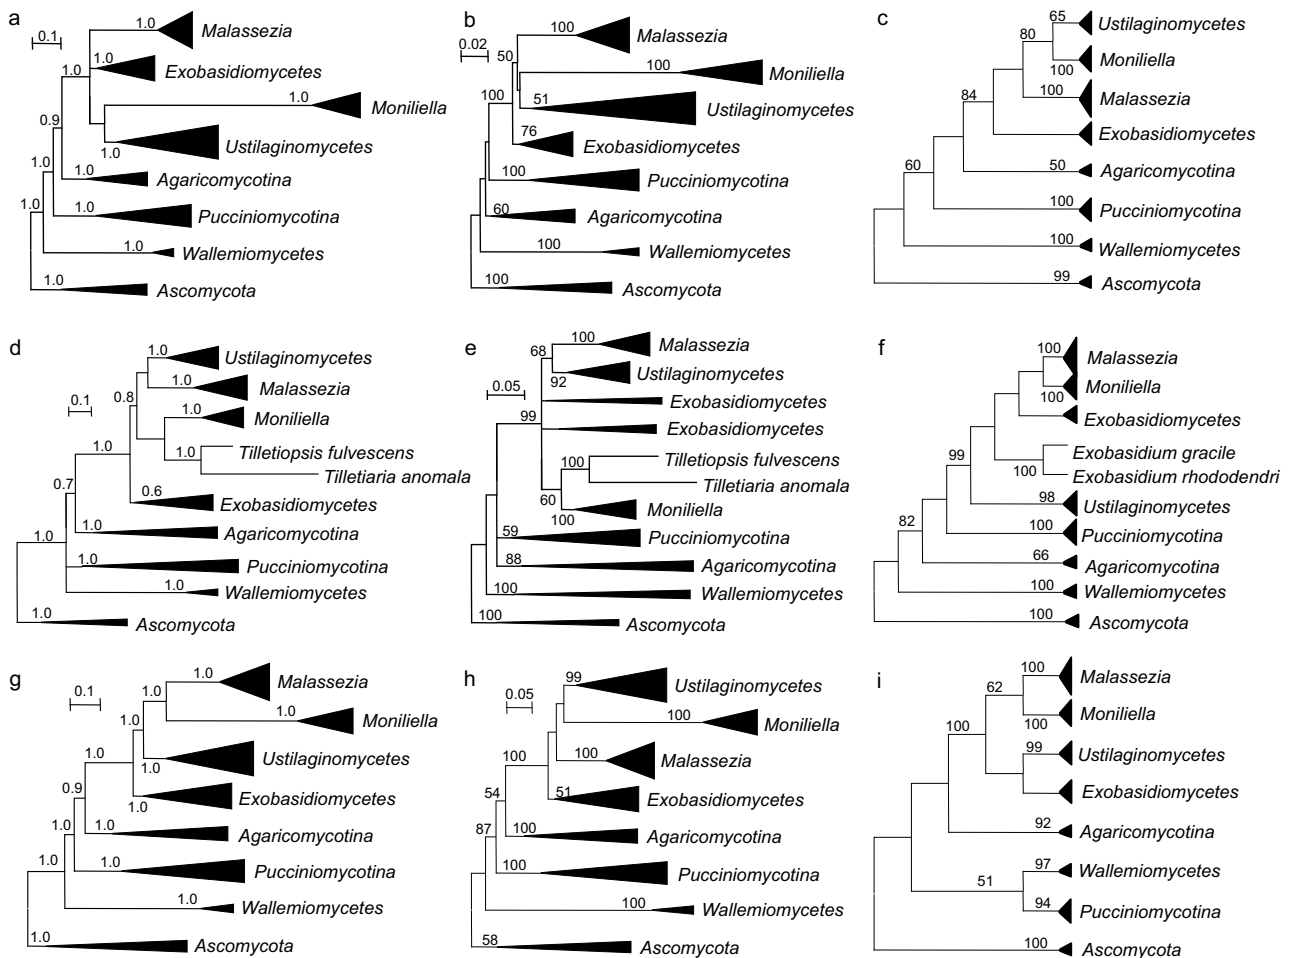 a
0.1
1.0
Malassezia
1.0
Exobasidiomycetes
1.0
1.0
Moniliella
0.9
1.0
Ustilaginomycetes
1.0
1.0
Agaricomycotina
1.0
1.0
Pucciniomycotina
1.0
Wallemiomycetes
1.0
Ascomycota
b
0.02
100
Malassezia
50
100
Moniliella
100
51
Ustilaginomycetes
76
Exobasidiomycetes
100
Pucciniomycotina
60
Agaricomycotina
100
Wallemiomycetes
100
Ascomycota
c
65
Ustilaginomycetes
80
Moniliella
100
100
Malassezia
84
Exobasidiomycetes
60
50
Agaricomycotina
100
Pucciniomycotina
100
Wallemiomycetes
99
Ascomycota
d
0.1
1.0
Ustilaginomycetes
1.0
Malassezia
0.8
1.0
Moniliella
1.0
1.0
Tilletiopsis fulvescens
Tilletiaria anomala
0.7
0.6
Exobasidiomycetes
1.0
Agaricomycotina
1.0
1.0
Pucciniomycotina
1.0
Wallemiomycetes
1.0
Ascomycota
e
0.05
100
Malassezia
68
92
Ustilaginomycetes
Exobasidiomycetes
99
Exobasidiomycetes
100
Tilletiopsis fulvescens
Tilletiaria anomala
60
Moniliella
100
59
Pucciniomycotina
88
Agaricomycotina
100
Wallemiomycetes
100
Ascomycota
f
100
Malassezia
Moniliella
100
Exobasidiomycetes
99
Exobasidium gracile
100
Exobasidium rhododendri
98
Ustilaginomycetes
82
100
Pucciniomycotina
66
Agaricomycotina
100
Wallemiomycetes
100
Ascomycota
g
0.1
1.0
Malassezia
1.0
1.0
Moniliella
1.0
1.0
Ustilaginomycetes
1.0
1.0
Exobasidiomycetes
0.9
1.0
Agaricomycotina
1.0
1.0
Pucciniomycotina
1.0
1.0
Wallemiomycetes
1.0
Ascomycota
h
0.05
99
Ustilaginomycetes
100
Moniliella
100
100
Malassezia
54
51
Exobasidiomycetes
87
100
Agaricomycotina
100
Pucciniomycotina
100
Wallemiomycetes
58
Ascomycota
i
100
Malassezia
62
Moniliella
100
100
99
Ustilaginomycetes
Exobasidiomycetes
92
Agaricomycotina
97
Wallemiomycetes
51
94
Pucciniomycotina
100
Ascomycota